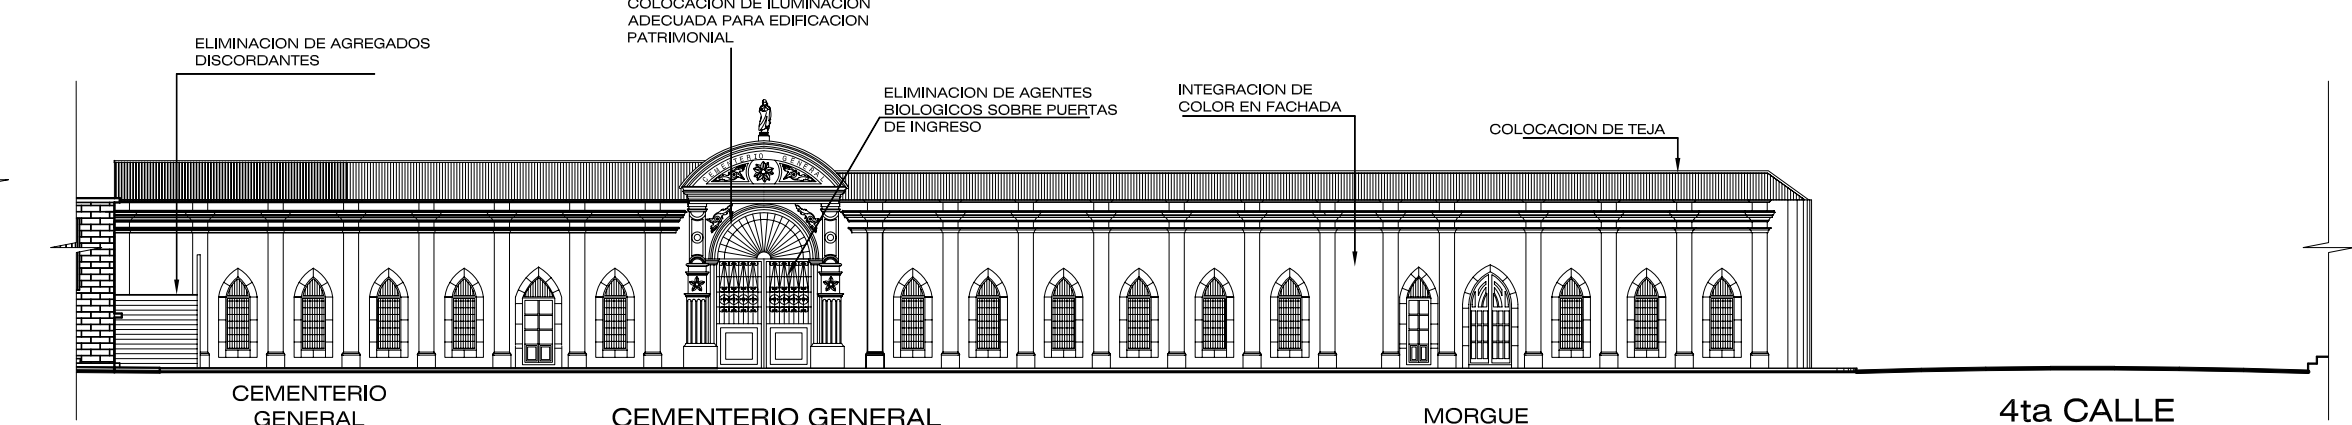 COLOCACION DE ILUMINACION
ADECUADA PARA EDIFICACION
PATRIMONIAL
ELIMINACION DE AGREGADOS
DISCORDANTES
ELIMINACION DE AGENTES
BIOLOGICOS SOBRE PUERTAS
DE INGRESO
INTEGRACION DE
COLOR EN FACHADA
COLOCACION DE TEJA
CEMENTERIO GENERAL
CEMENTERIO
GENERAL
CEMENTERIO GENERAL
MORGUE
4ta CALLE